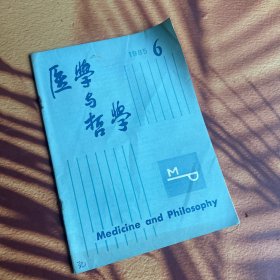 1985 6
医学
与
哲学
MP
Medicine and Philosophy